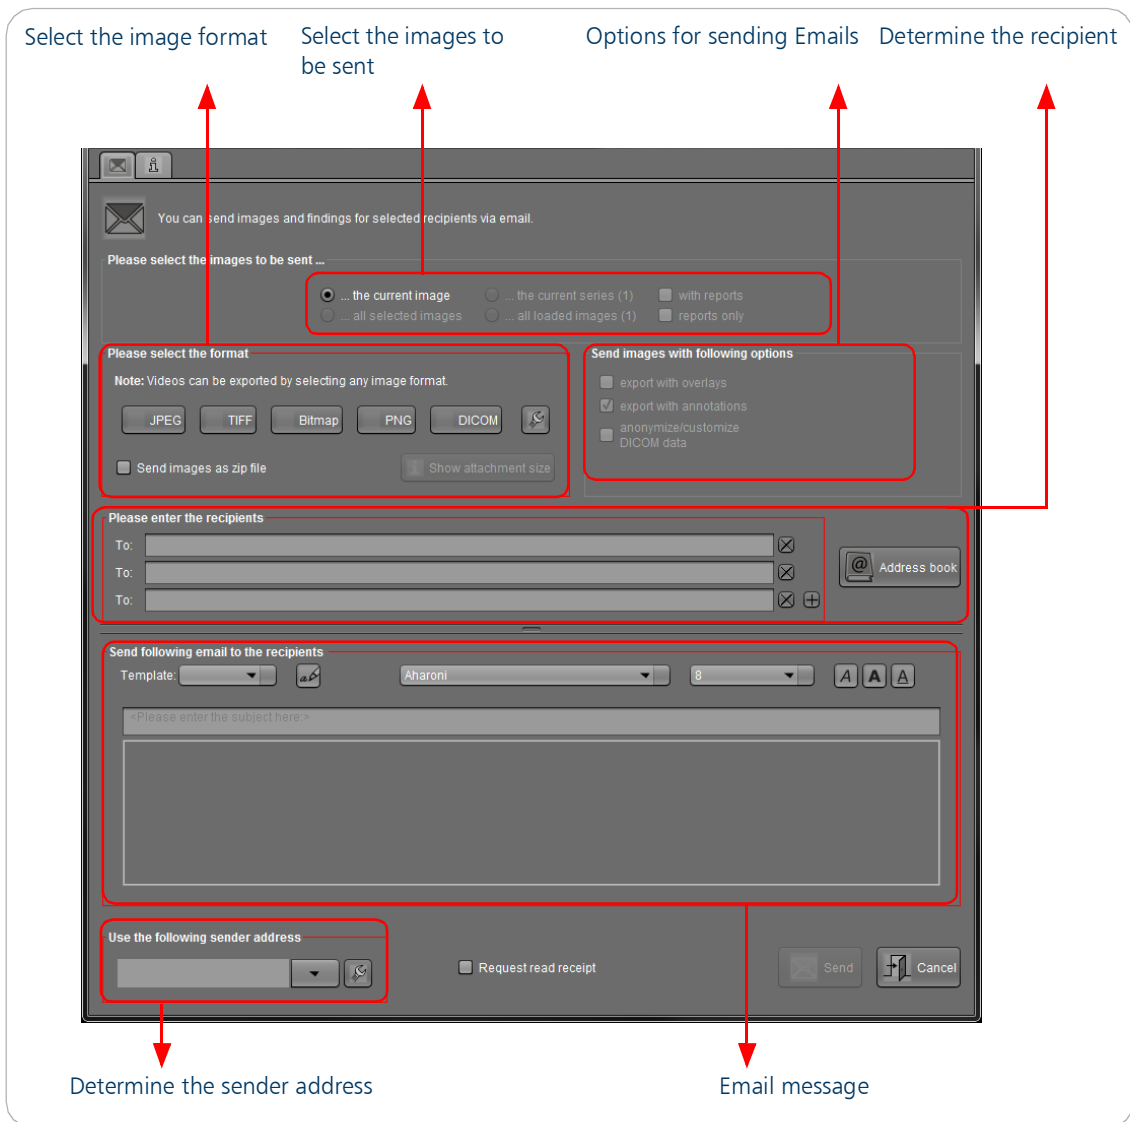 Select the image format
Select the images to
be sent
Options for sending Emails
Determine the recipient
i
You can send images and findings for selected recipients via email.
Please select the images to be sent ...
... the current image
... the current series (1)
with reports
... all selected images
... all loaded images (1)
reports only
Please select the format
Note: Videos can be exported by selecting any image format.
JPEG
TIFF
Bitmap
PNG
DICOM
Send images as zip file
Show attachment size
Send images with following options
export with overlays
export with annotations
anonymize/customize
DICOM data
Please enter the recipients
To:
To:
To:
@ Address book
Send following email to the recipients
Template:
Aharoni
8
A A A
<Please enter the subject here:>
Use the following sender address
Request read receipt
Send
Cancel
Determine the sender address
Email message